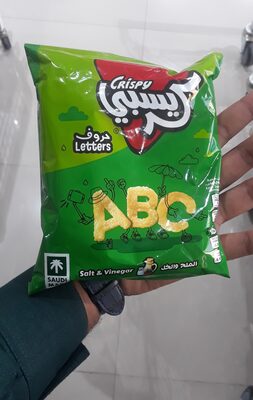 CRISPY
كريسبي
حروف
Letters
ABC
SAUDI
Salt & Vinegar
الملح والخل